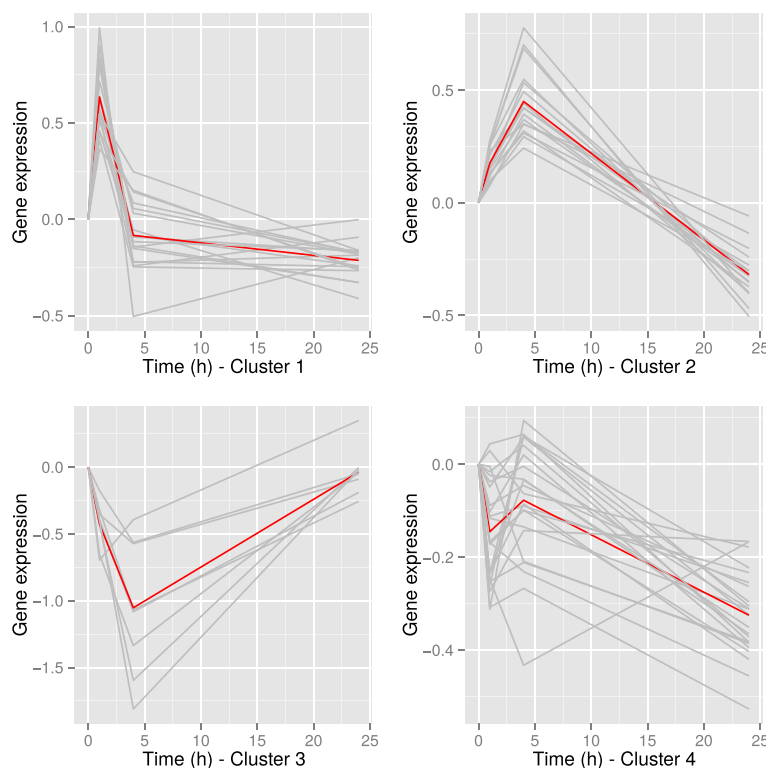 Gene expression
1.0
0.5
0.0
−0.5
0 5 10 15 20 25
Time (h) - Cluster 1
Gene expression
0.5
0.0
−0.5
0 5 10 15 20 25
Time (h) - Cluster 2
Gene expression
0.0
−0.5
−1.0
−1.5
0 5 10 15 20 25
Time (h) - Cluster 3
Gene expression
0.0
−0.2
−0.4
0 5 10 15 20 25
Time (h) - Cluster 4